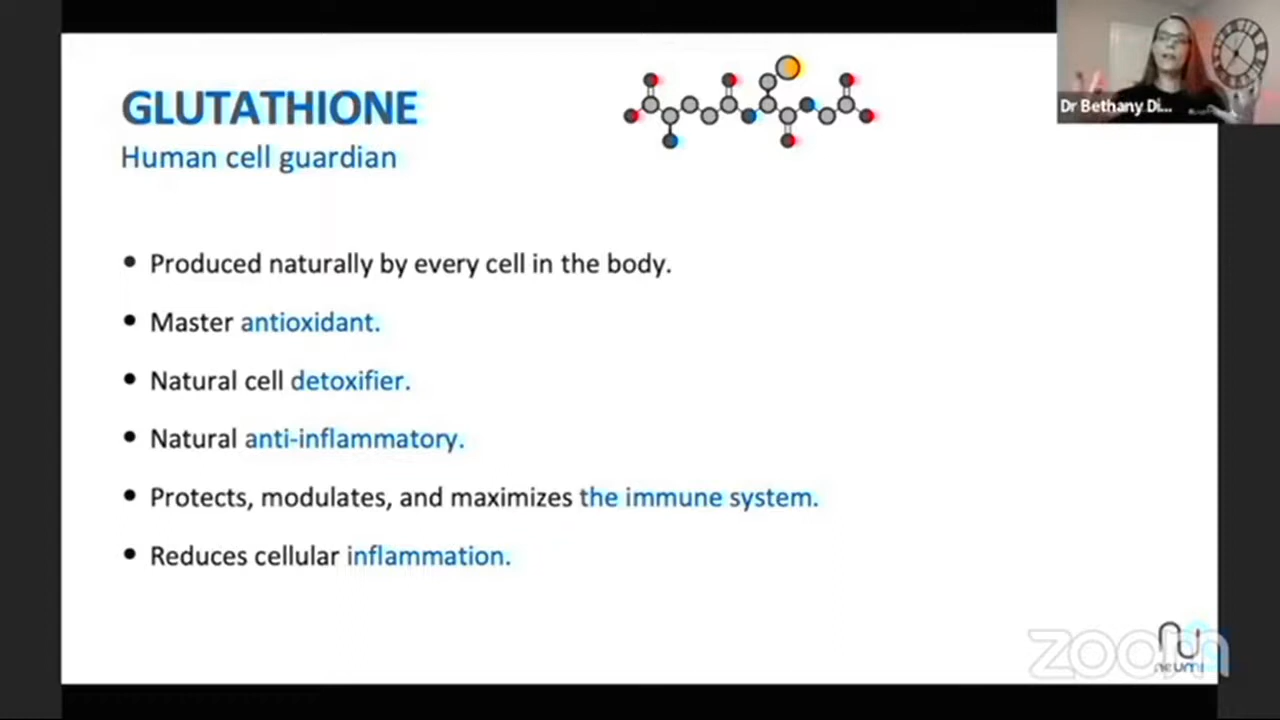 GLUTATHIONE
Human cell guardian
Dr Bethany Di...
• Produced naturally by every cell in the body.
• Master antioxidant.
• Natural cell detoxifier.
• Natural anti-inflammatory.
• Protects, modulates, and maximizes the immune system.
• Reduces cellular inflammation.
zoom
neumi